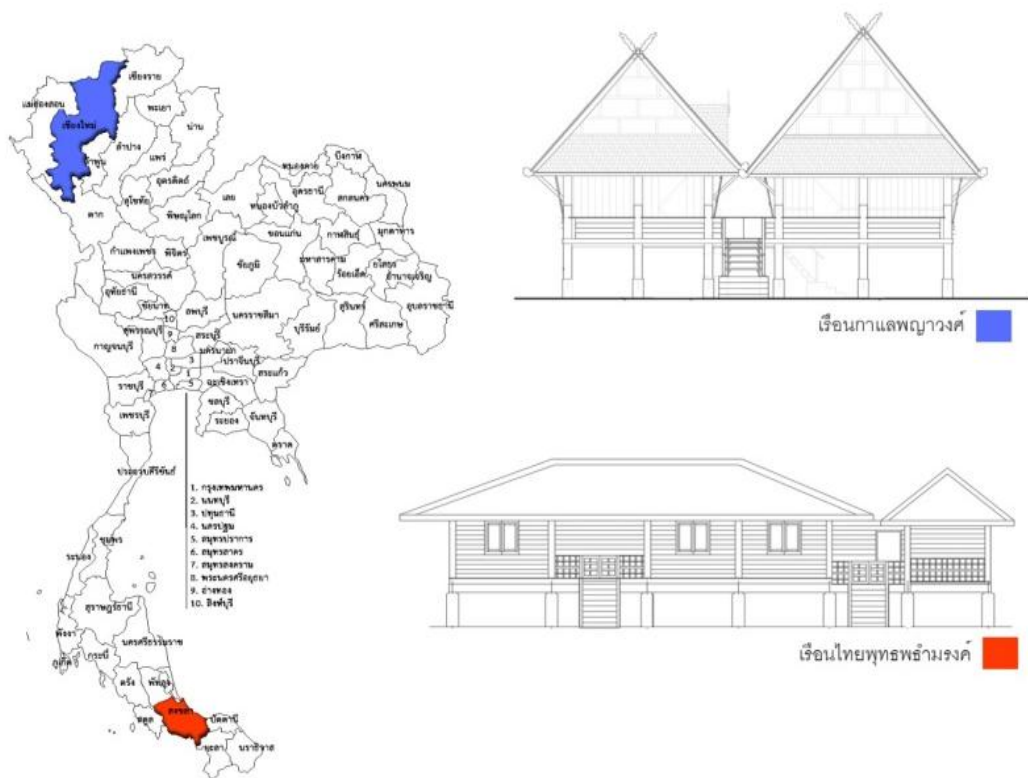 เชียงราย
แม่ฮ่องสอน
เชียงใหม่
พะเยา
น่าน
ลำปาง
ลำพูน
แพร่
อุตรดิตถ์
สุโขทัย
ตาก
พิษณุโลก
เลย
หนองคาย
บึงกาฬ
อุดรธานี
นครพนม
หนองบัวลำภู
สกลนคร
กำแพงเพชร
พิจิตร
เพชรบูรณ์
ขอนแก่น
กาฬสินธุ์
มุกดาหาร
ชัยภูมิ
มหาสารคาม
ร้อยเอ็ด
ยโสธร
อำนาจเจริญ
นครสวรรค์
อุทัยธานี
ชัยนาท
ลพบุรี
นครราชสีมา
บุรีรัมย์
สุรินทร์
ศรีสะเกษ
อุบลราชธานี
10
สุพรรณบุรี
9
สระบุรี
กาญจนบุรี
8
นครนายก
3
ปราจีนบุรี
4
2
1
สระแก้ว
ราชบุรี
6
5
ฉะเชิงเทรา
ชลบุรี
เพชรบุรี
ระยอง
จันทบุรี
ตราด
ประจวบคีรีขันธ์
1. กรุงเทพมหานคร
2. นนทบุรี
3. ปทุมธานี
4. นครปฐม
5. สมุทรปราการ
6. สมุทรสาคร
7. สมุทรสงคราม
8. พระนครศรีอยุธยา
9. อ่างทอง
10. สิงห์บุรี
ชุมพร
ระนอง
สุราษฎร์ธานี
พังงา
นครศรีธรรมราช
ภูเก็ต
กระบี่
ตรัง
พัทลุง
สงขลา
สตูล
ปัตตานี
ยะลา
นราธิวาส
เรือนกาแลพญาวงศ์
เรือนไทยพุทธพธำมรงค์